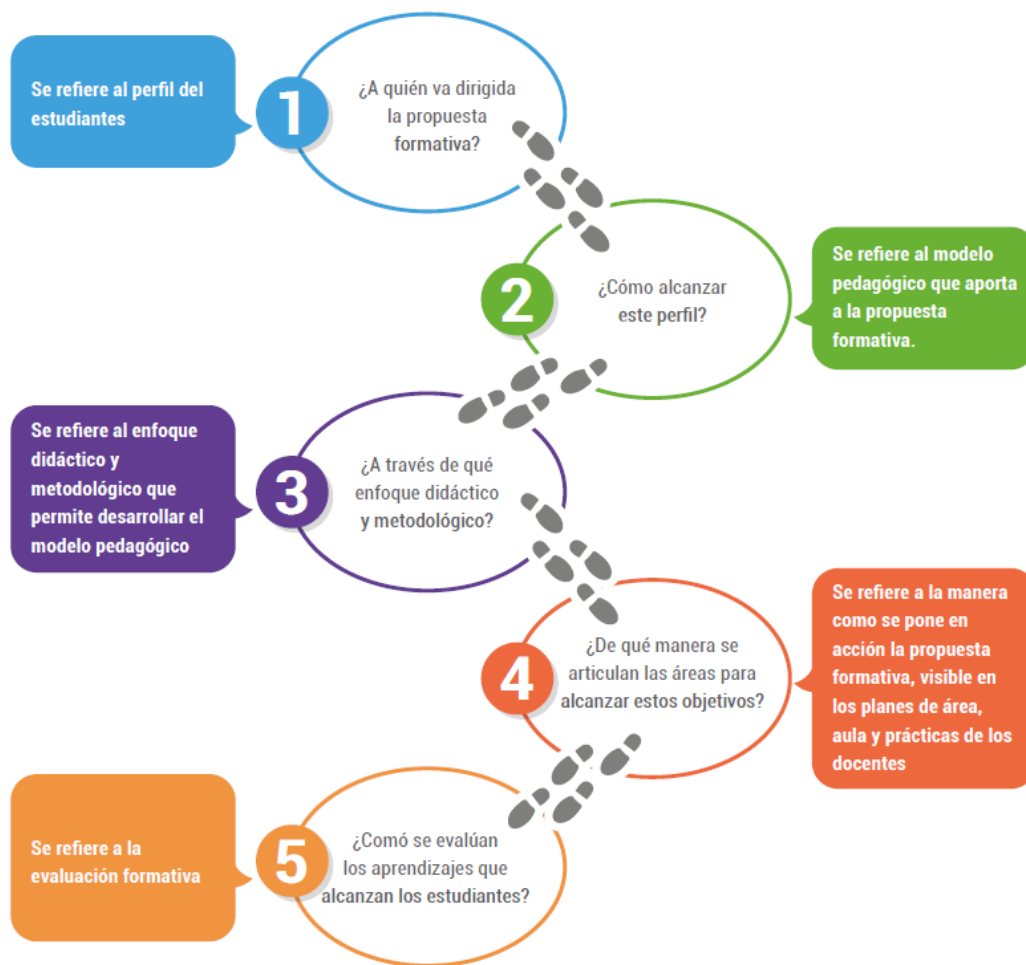 Se refiere al perfil del
estudiantes
1
¿A quién va dirigida
la propuesta
formativa?
2
¿Cómo alcanzar
este perfil?
Se refiere al modelo
pedagógico que aporta
a la propuesta
formativa.
Se refiere al enfoque
didáctico y
metodológico que
permite desarrollar el
modelo pedagógico
3
¿A través de qué
enfoque didáctico
y metodológico?
4
¿De qué manera se
articulan las áreas para
alcanzar estos objetivos?
Se refiere a la manera
como se pone en
acción la propuesta
formativa, visible en
los planes de área,
aula y prácticas de los
docentes
Se refiere a la
evaluación formativa
5
¿Comó se evalúan
los aprendizajes que
alcanzan los estudiantes?